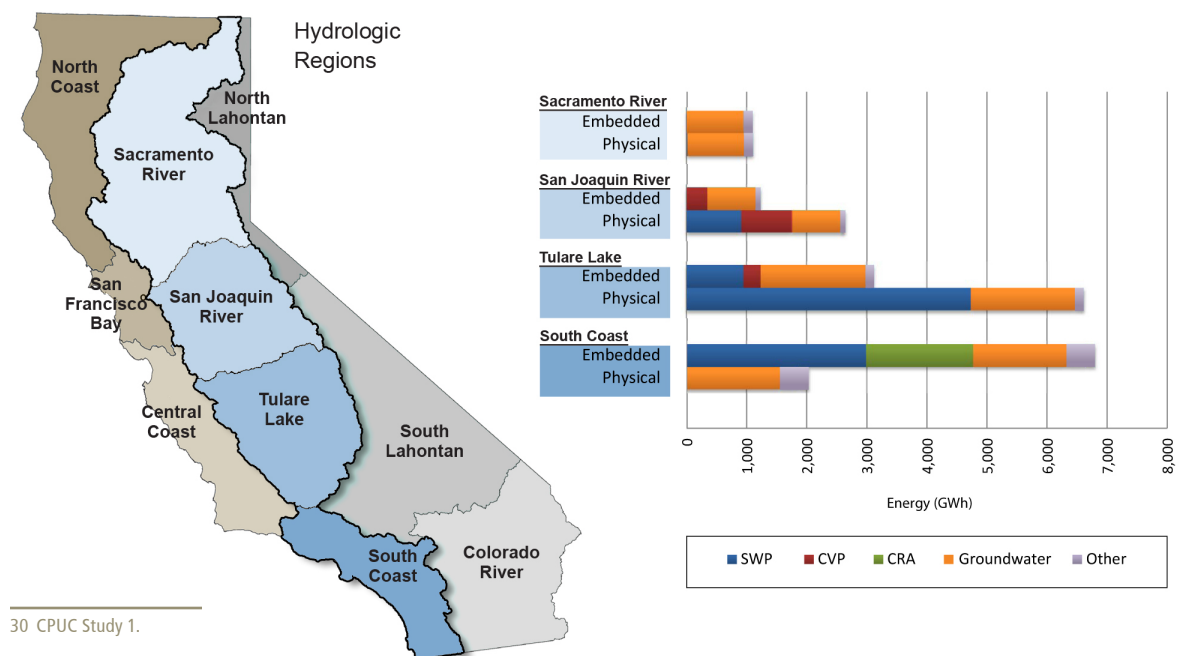 Hydrologic
Regions
North
Coast
North
Lahontan
Sacramento
River
San
Francisco
Bay
San Joaquin
River
Central
Coast
Tulare
Lake
South
Lahontan
South
Coast
Colorado
River
30 CPUC Study 1.
Sacramento River
Embedded
Physical
San Joaquin River
Embedded
Physical
Tulare Lake
Embedded
Physical
South Coast
Embedded
Physical
0
1,000
2,000
3,000
4,000
5,000
6,000
7,000
8,000
Energy (GWh)
SWP CVP CRA Groundwater Other